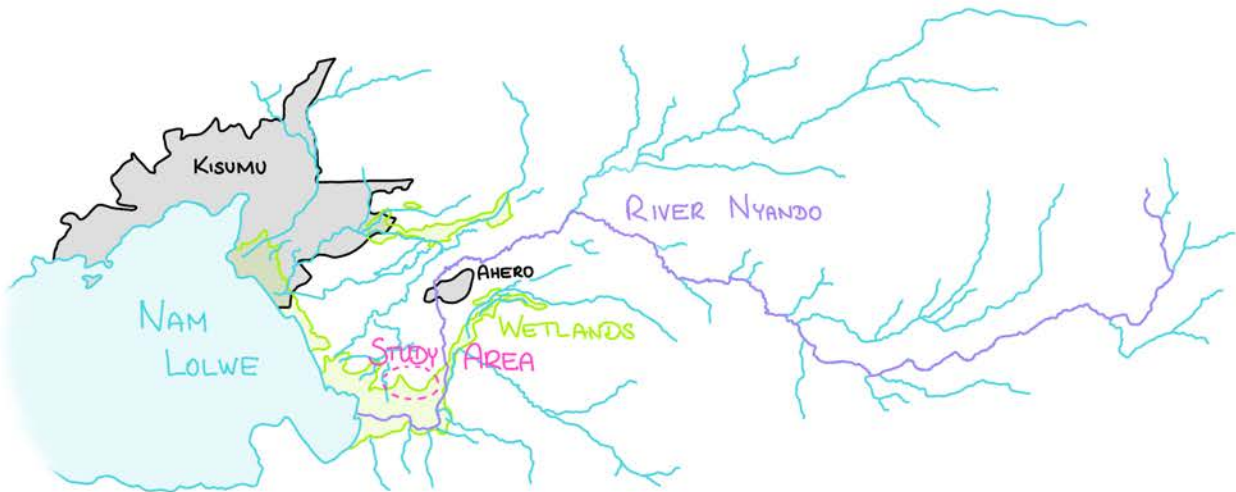 KISUMU
RIVER NYANDO
AHERO
NAM
LOLWE
WETLANDS
STUDY
AREA